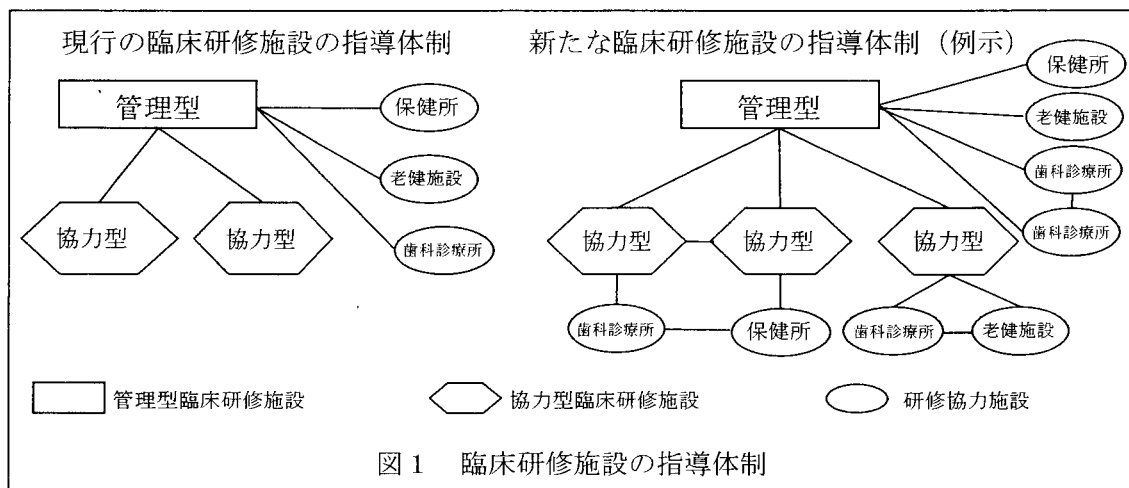 現行の臨床研修施設の指導体制
管理型
保健所
老健施設
歯科診療所
協力型
協力型
新たな臨床研修施設の指導体制（例示）
管理型
保健所
老健施設
歯科診療所
歯科診療所
協力型
協力型
協力型
歯科診療所
保健所
歯科診療所
老健施設
管理型臨床研修施設
協力型臨床研修施設
研修協力施設
図1 臨床研修施設の指導体制